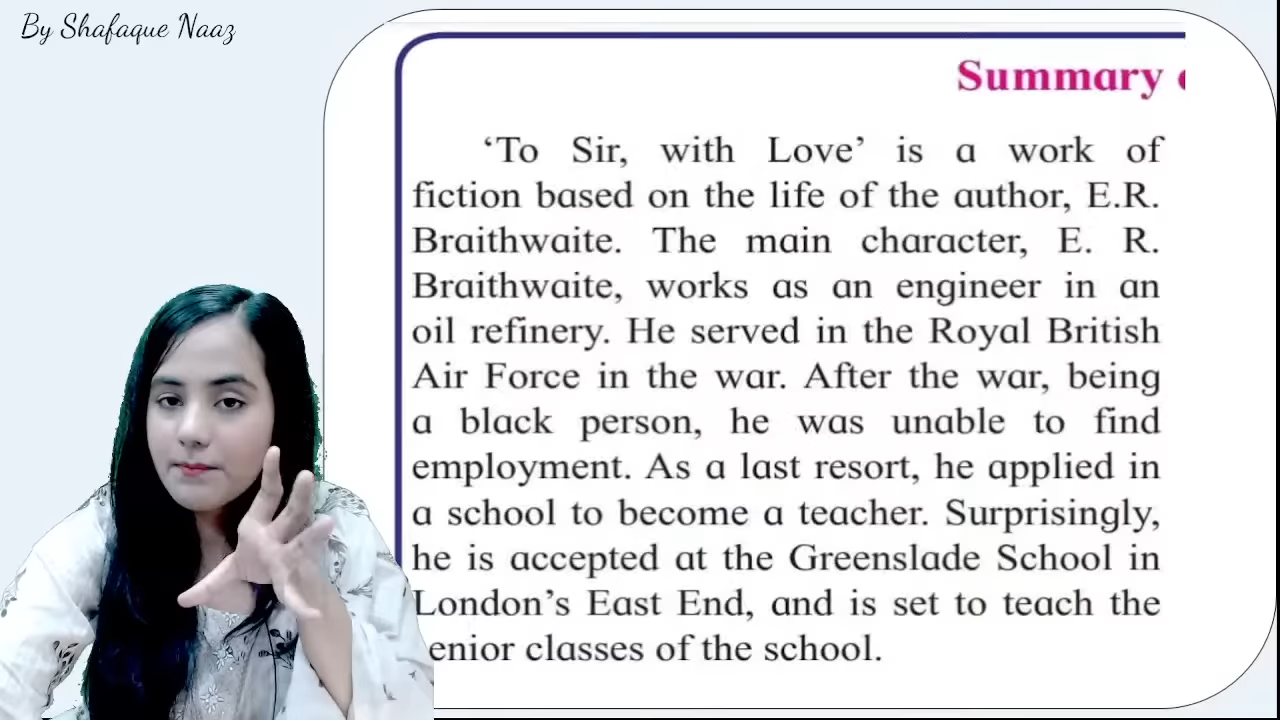 By Shafaque Naaz
Summary
‘To Sir, with Love’ is a work of
fiction based on the life of the author, E.R.
Braithwaite. The main character, E. R.
Braithwaite, works as an engineer in an
oil refinery. He served in the Royal British
Air Force in the war. After the war, being
a black person, he was unable to find
employment. As a last resort, he applied in
a school to become a teacher. Surprisingly,
he is accepted at the Greenslade School in
London’s East End, and is set to teach the
enior classes of the school.